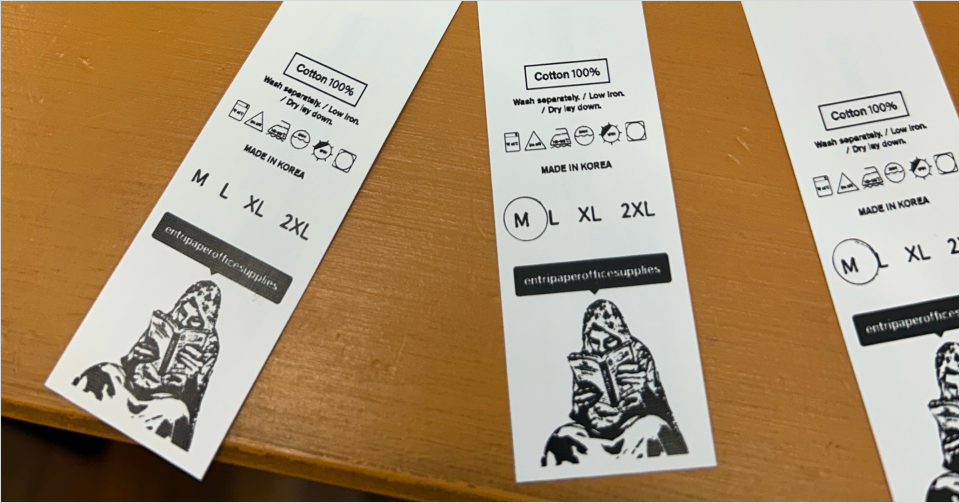 Cotton 100%
Wash separately. / Low Iron.
/ Dry lay down.
MADE IN KOREA
M L XL 2XL
entripaperofficesupplies
Cotton 100%
Wash separately. / Low Iron.
/ Dry lay down.
MADE IN KOREA
M L XL 2XL
entripaperofficesupplies
Cotton 100%
Wash separately. / Low Iron.
/ Dry lay down.
MADE IN KOREA
M L XL 2
entripaperoffices